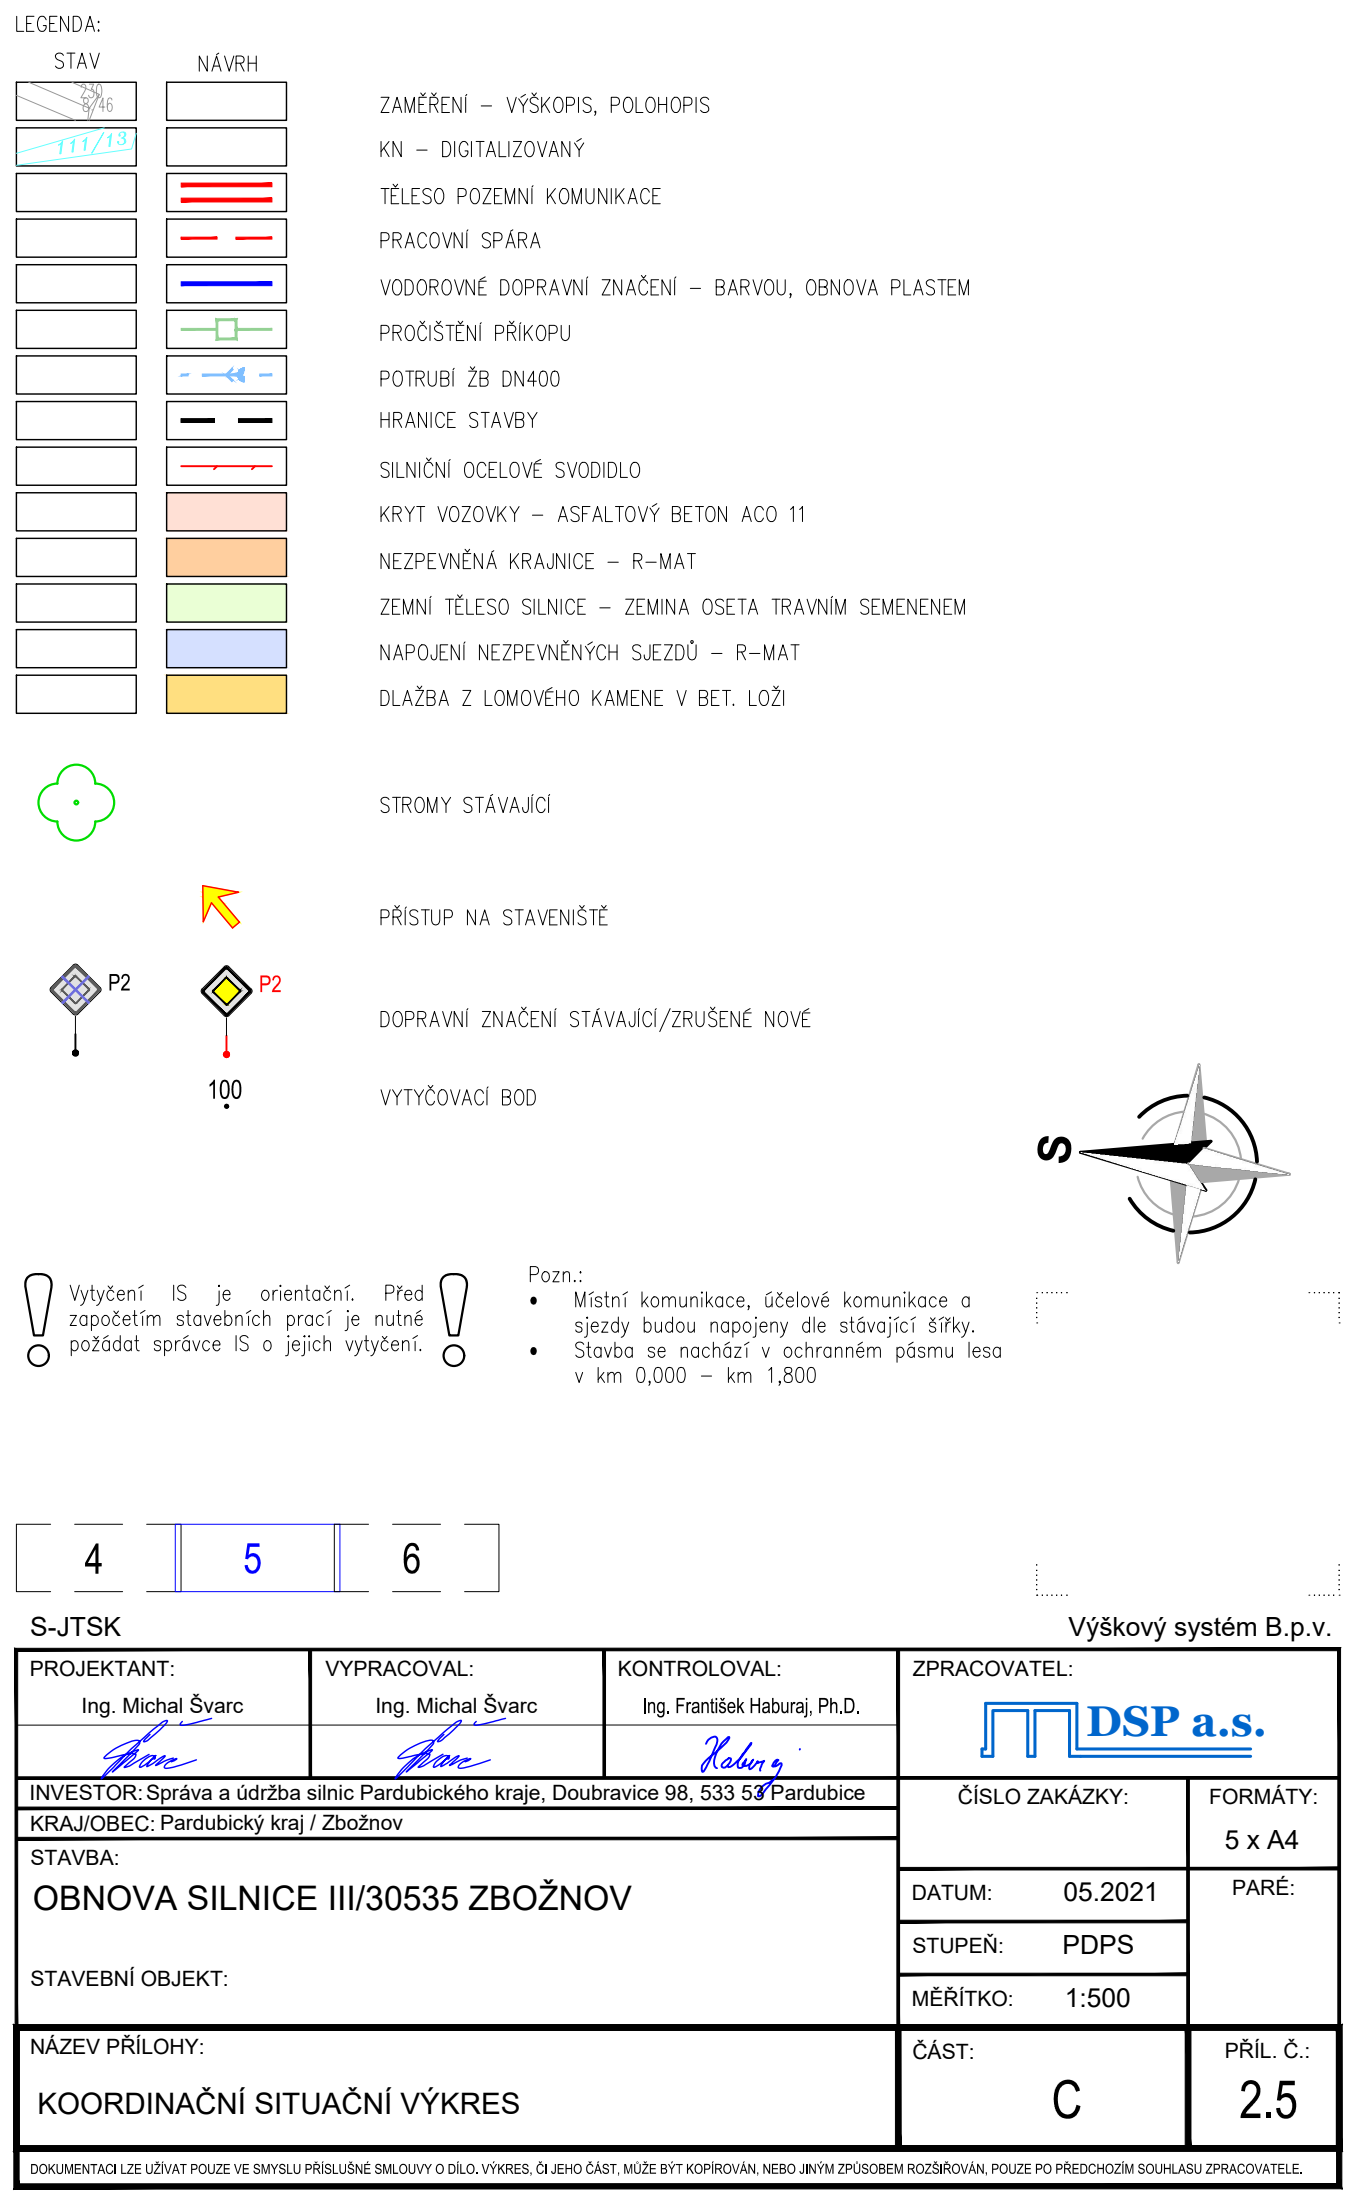 LEGENDA:
STAV NÁVRH
230
8/46
ZAMĚŘENÍ – VÝŠKOPIS, POLOHOPIS
111/13
KN – DIGITALIZOVANÝ
TĚLESO POZEMNÍ KOMUNIKACE
PRACOVNÍ SPÁRA
VODOROVNÉ DOPRAVNÍ ZNAČENÍ – BARVOU, OBNOVA PLASTEM
PROČIŠTĚNÍ PŘÍKOPU
POTRUBÍ ŽB DN400
HRANICE STAVBY
SILNIČNÍ OCELOVÉ SVODIDLO
KRYT VOZOVKY – ASFALTOVÝ BETON ACO 11
NEZPEVNĚNÁ KRAJNICE – R-MAT
ZEMNÍ TĚLESO SILNICE – ZEMINA OSETA TRAVNÍM SEMENENEM
NAPOJENÍ NEZPEVNĚNÝCH SJEZDŮ – R-MAT
DLAŽBA Z LOMOVÉHO KAMENE V BET. LOŽI
STROMY STÁVAJÍCÍ
PŘÍSTUP NA STAVENIŠTĚ
P2 P2
DOPRAVNÍ ZNAČENÍ STÁVAJÍCÍ/ZRUŠENÉ NOVÉ
100
VYTYČOVACÍ BOD
S
Vytyčení IS je orientační. Před
započetím stavebních prací je nutné
požádat správce IS o jejich vytyčení.
Pozn.:
• Místní komunikace, účelové komunikace a
sjezdy budou napojeny dle stávající šířky.
• Stavba se nachází v ochranném pásmu lesa
v km 0,000 – km 1,800
4 5 6
S-JTSK Výškový systém B.p.v.
PROJEKTANT: VYPRACOVAL: KONTROLOVAL: ZPRACOVATEL:
Ing. Michal Švarc Ing. Michal Švarc Ing. František Haburaj, Ph.D.
Švarc Švarc Haburaj
DSP a.s.
INVESTOR: Správa a údržba silnic Pardubického kraje, Doubravice 98, 533 53 Pardubice
KRAJ/OBEC: Pardubický kraj / Zbožnov
ČÍSLO ZAKÁZKY: FORMÁTY:
5 x A4
STAVBA:
OBNOVA SILNICE III/30535 ZBOŽNOV
DATUM: 05.2021 PARÉ:
STUPEŇ: PDPS
STAVEBNÍ OBJEKT:
MĚŘÍTKO: 1:500
NÁZEV PŘÍLOHY:
KOORDINAČNÍ SITUAČNÍ VÝKRES
ČÁST:
C
PŘÍL. Č.:
2.5
DOKUMENTACI LZE UŽÍVAT POUZE VE SMYSLU PŘÍSLUŠNÉ SMLOUVY O DÍLO. VÝKRES, ČI JEHO ČÁST, MŮŽE BÝT KOPÍROVÁN, NEBO JINÝM ZPŮSOBEM ROZŠIŘOVÁN, POUZE PO PŘEDCHOZÍM SOUHLASU ZPRACOVATELE.